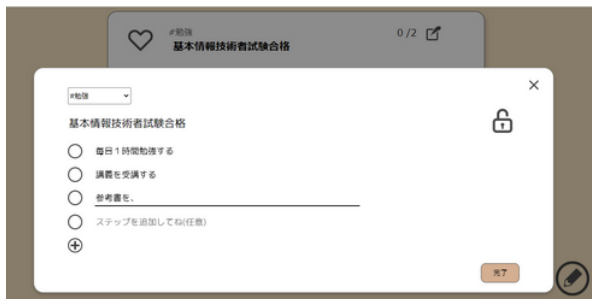 #勉強
0 /2
基本情報技術者試験合格
#勉強
基本情報技術者試験合格
毎日1時間勉強する
講義を受講する
参考書を、
ステップを追加してね(任意)
完了